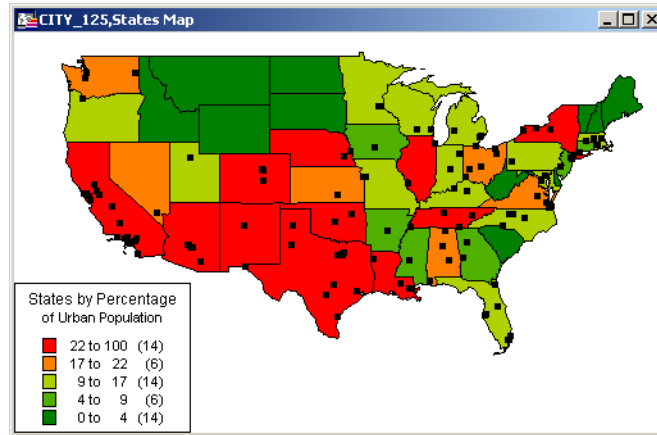 CITY_125,States Map
States by Percentage
of Urban Population
22 to 100 (14)
17 to 22 (6)
9 to 17 (14)
4 to 9 (6)
0 to 4 (14)